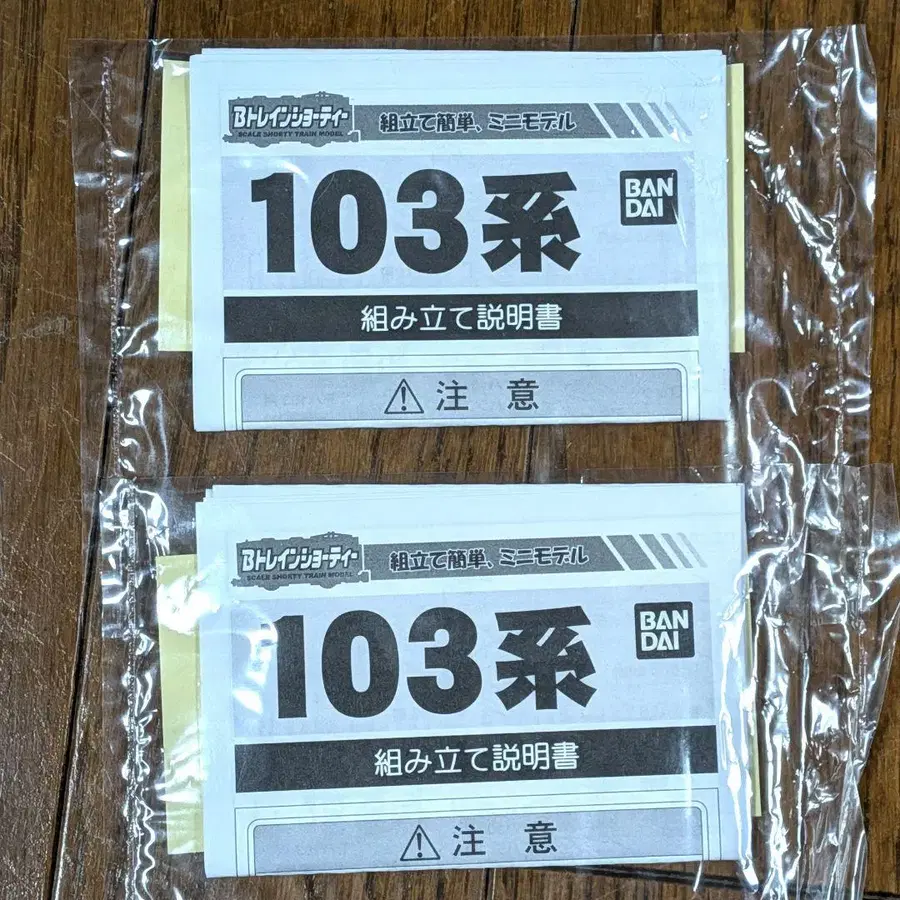 Bトレインショーティー
SCALE SHORTY TRAIN MODEL
組立て簡単、ミニモデル
103系
BAN
DAI
組み立て説明書
注 意
Bトレインショーティー
SCALE SHORTY TRAIN MODEL
組立て簡単、ミニモデル
103系
BAN
DAI
組み立て説明書
注 意